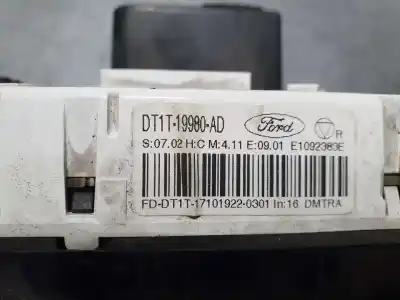 DT1T-19980-AD Ford R
S:07.02 H:C M:4.11 E:09.01 E1092383E
FD-DT1T-17101922-0301 In:16 DMTRA